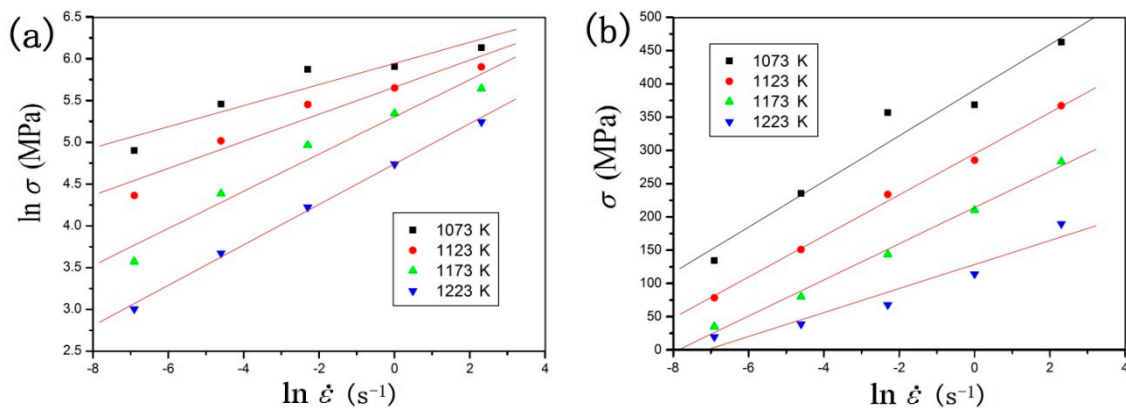 (a)
6.5
6.0
5.5
5.0
4.5
4.0
3.5
3.0
2.5
ln σ (MPa)
1073 K
1123 K
1173 K
1223 K
-8 -6 -4 -2 0 2 4
ln ε̇ (s⁻¹)
(b)
500
450
400
350
300
250
200
150
100
50
0
σ (MPa)
1073 K
1123 K
1173 K
1223 K
-8 -6 -4 -2 0 2 4
ln ε̇ (s⁻¹)